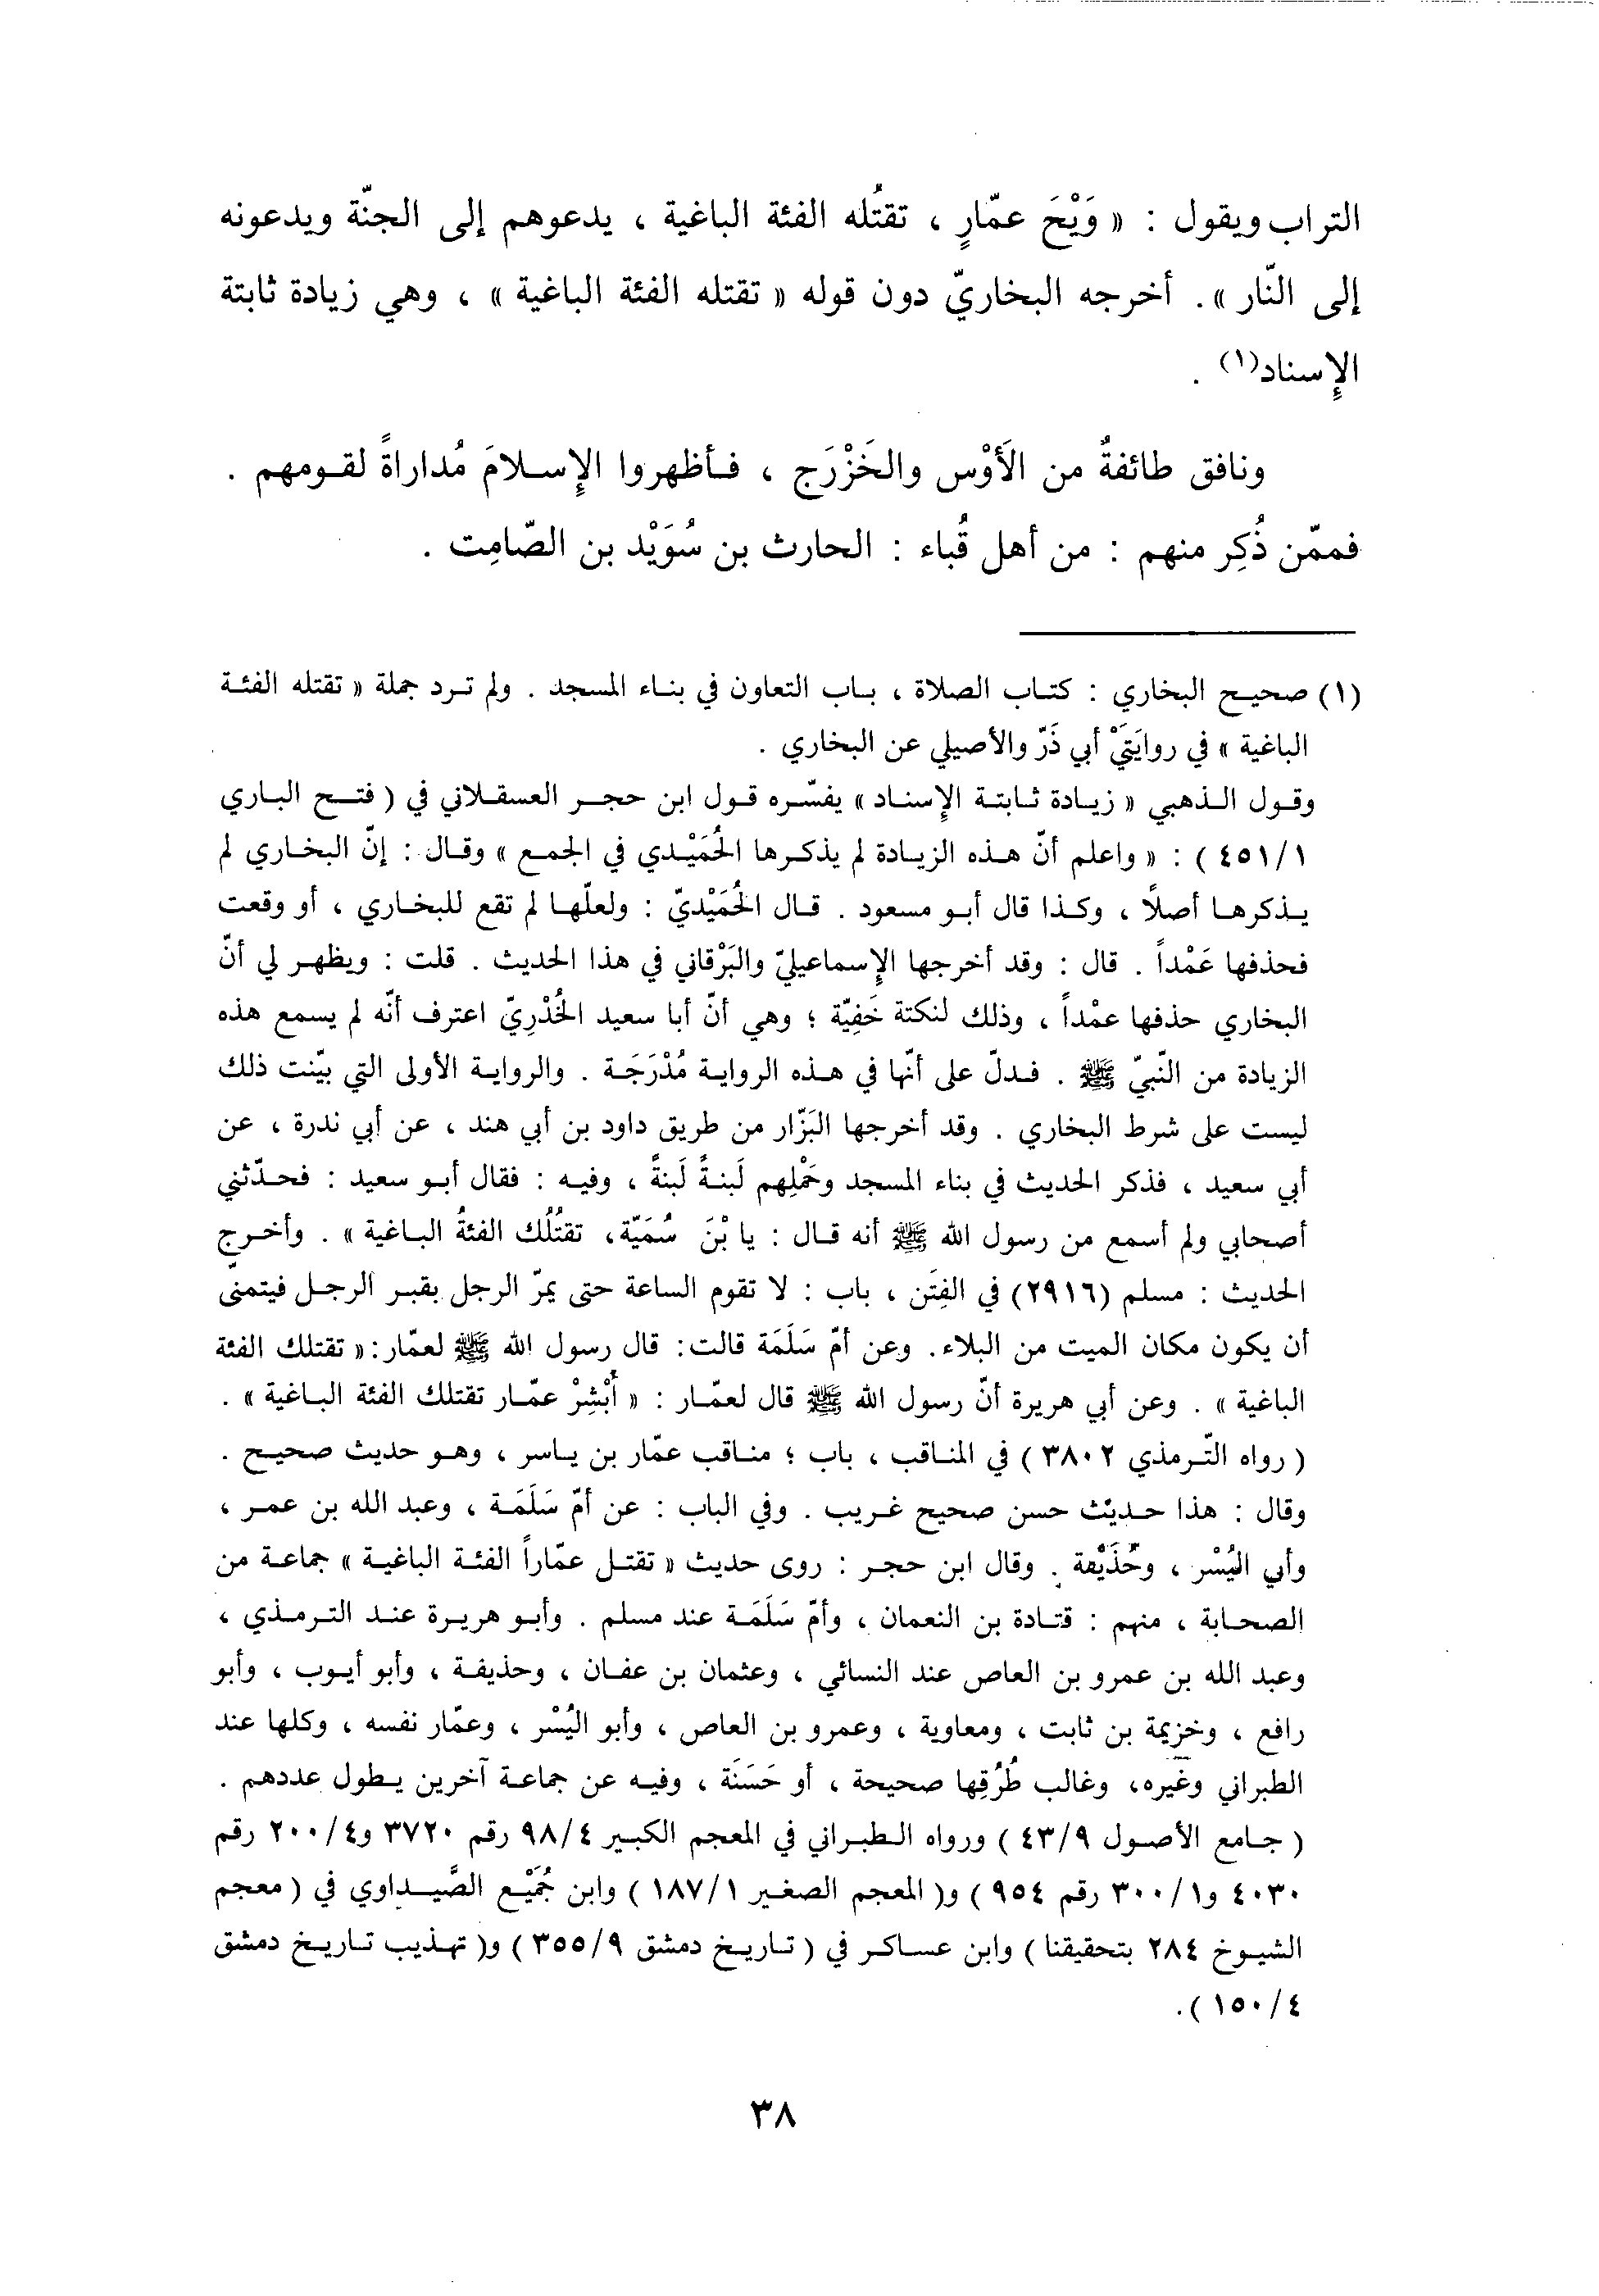 التراب ويقول : « وَيْحَ عمّارٍ ، تقتُله الفئة الباغية ، يدعوهم إلى الجنّة ويدعونه
إلى النّار » . أخرجه البخاريّ دون قوله « تقتله الفئة الباغية » ، وهي زيادة ثابتة
الإسناد(١) .
ونافق طائفةٌ من الأَوْس والخَزْرَج ، فأظهروا الإسلامَ مُداراةً لقومهم .
فممّن ذُكِر منهم : من أهل قُباء : الحارث بن سُوَيْد بن الصّامِت .
(١) صحيح البخاري : كتاب الصلاة ، باب التعاون في بناء المسجد . ولم ترد جملة « تقتله الفئة
الباغية » في روايَتَيْ أبي ذَرّ والأصيلي عن البخاري .
وقول الذهبي « زيادة ثابتة الإسناد » يفسّره قول ابن حجر العسقلاني في ( فتح الباري
٤٥١/١ ) : « واعلم أنّ هذه الزيادة لم يذكرها الحُمَيْدي في الجمع » وقال : إنّ البخاري لم
يذكرها أصلًا ، وكذا قال أبو مسعود . قال الحُمَيْديّ : ولعلّها لم تقع للبخاري ، أو وقعت
فحذفها عَمْداً . قال : وقد أخرجها الإسماعيليّ والبَرْقاني في هذا الحديث . قلت : ويظهر لي أنّ
البخاري حذفها عمْداً ، وذلك لنكتة خَفِيّة ؛ وهي أنّ أبا سعيد الخُدْرِيّ اعترف أنّه لم يسمع هذه
الزيادة من النّبيّ ﷺ . فدلّ على أنّها في هذه الرواية مُدْرَجَة . والرواية الأولى التي بيّنت ذلك
ليست على شرط البخاري . وقد أخرجها البَزّار من طريق داود بن أبي هند ، عن أبي ندرة ، عن
أبي سعيد ، فذكر الحديث في بناء المسجد وحَمْلِهم لَبنةً لَبنةً ، وفيه : فقال أبو سعيد : فحدّثني
أصحابي ولم أسمع من رسول الله ﷺ أنه قال : يا بْنَ سُمَيّة، تقتُلُك الفئةُ الباغية » . وأخرج
الحديث : مسلم (٢٩١٦) في الفِتَن ، باب : لا تقوم الساعة حتى يمرّ الرجل بقبر الرجل فيتمنّى
أن يكون مكان الميت من البلاء. وعن أمّ سَلَمَة قالت: قال رسول الله ﷺ لعمّار: « تقتلك الفئة
الباغية » . وعن أبي هريرة أنّ رسول الله ﷺ قال لعمّار : « أَبْشِرْ عمّار تقتلك الفئة الباغية » .
( رواه التّرمذي ٣٨٠٢ ) في المناقب ، باب ؛ مناقب عمّار بن ياسر ، وهو حديث صحيح .
وقال : هذا حديث حسن صحيح غريب . وفي الباب : عن أمّ سَلَمَة ، وعبد الله بن عمر ،
وأبي اليُسْر ، وحُذَيْفة . وقال ابن حجر : روى حديث « تقتل عمّاراً الفئة الباغية » جماعة من
الصحابة ، منهم : قتادة بن النعمان ، وأمّ سَلَمَة عند مسلم . وأبو هريرة عند الترمذي ،
وعبد الله بن عمرو بن العاص عند النسائي ، وعثمان بن عفان ، وحذيفة ، وأبو أيوب ، وأبو
رافع ، وخزيمة بن ثابت ، ومعاوية ، وعمرو بن العاص ، وأبو اليُسْر ، وعمّار نفسه ، وكلها عند
الطبراني وغيره، وغالب طُرُقِها صحيحة ، أو حَسَنَة ، وفيه عن جماعة آخرين يطول عددهم .
( جامع الأصول ٤٣/٩ ) ورواه الطبراني في المعجم الكبير ٩٨/٤ رقم ٣٧٢٠ و٢٠٠/٤ رقم
٤٠٣٠ و٣٠٠/١ رقم ٩٥٤ ) و( المعجم الصغير ١٨٧/١ ) وابن جُمَيْع الصَّيداوي في ( معجم
الشيوخ ٢٨٤ بتحقيقنا ) وابن عساكر في ( تاريخ دمشق ٣٥٥/٩ ) و( تهذيب تاريخ دمشق
١٥٠/٤ ).
٣٨